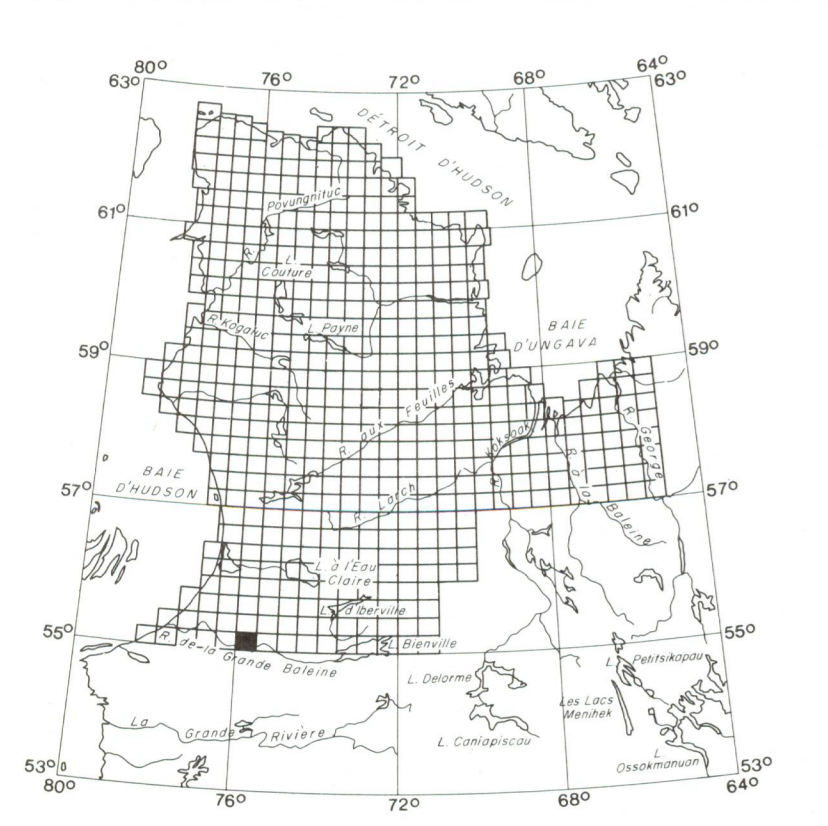 80° 76° 72° 68° 64°
63° 63°
DÉTROIT D'HUDSON
R. Povungnituc
61° 61°
L.
Couture
R. Kogaluc
L. Payne
BAIE
D'UNGAVA
59° 59°
R. aux Feuilles
R. Koksoak
R. à la Baleine
R. George
BAIE
D'HUDSON
R. Larch
57° 57°
L. à l'Eau
Claire
L. d'Iberville
55° 55°
R. de-la Grande Baleine
L. Bienville
L. Petitsikapau
L. Delorme
Les Lacs
Menihek
La Grande Rivière
L. Caniapiscau
L.
Ossokmanuan
53° 53°
80° 76° 72° 68° 64°